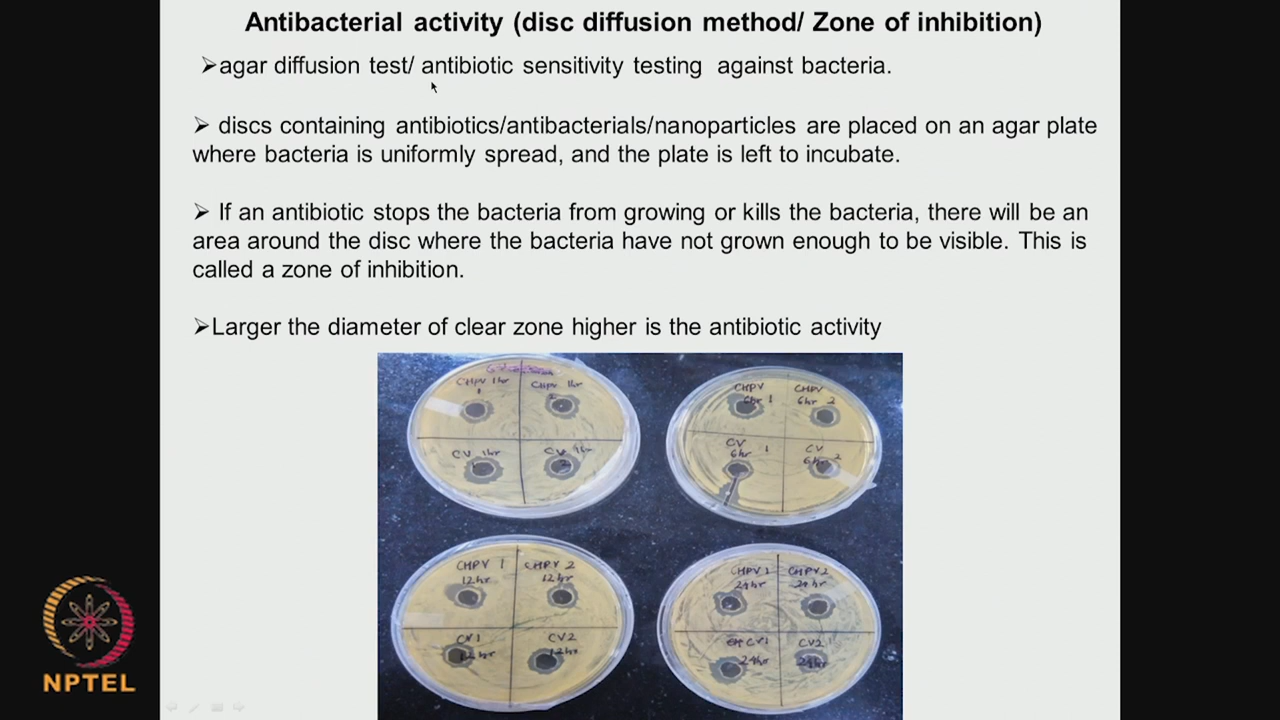 Antibacterial activity (disc diffusion method/ Zone of inhibition)
➢agar diffusion test/ antibiotic sensitivity testing against bacteria.
➢ discs containing antibiotics/antibacterials/nanoparticles are placed on an agar plate
where bacteria is uniformly spread, and the plate is left to incubate.
➢ If an antibiotic stops the bacteria from growing or kills the bacteria, there will be an
area around the disc where the bacteria have not grown enough to be visible. This is
called a zone of inhibition.
➢Larger the diameter of clear zone higher is the antibiotic activity
CHPV 1hr
1
CHPV 1hr
CV 1hr
CV 1hr
2
CHPV
6hr 1
CHPV
6hr 2
CV 1
6hr
CV
6hr 2
CHPV 1
12hr
CHPV 2
12hr
CV1
12hr
CV2
12hr
CHPV1
24hr
CHPV2
24hr
CV1
24hr
CV2
24hr
NPTEL